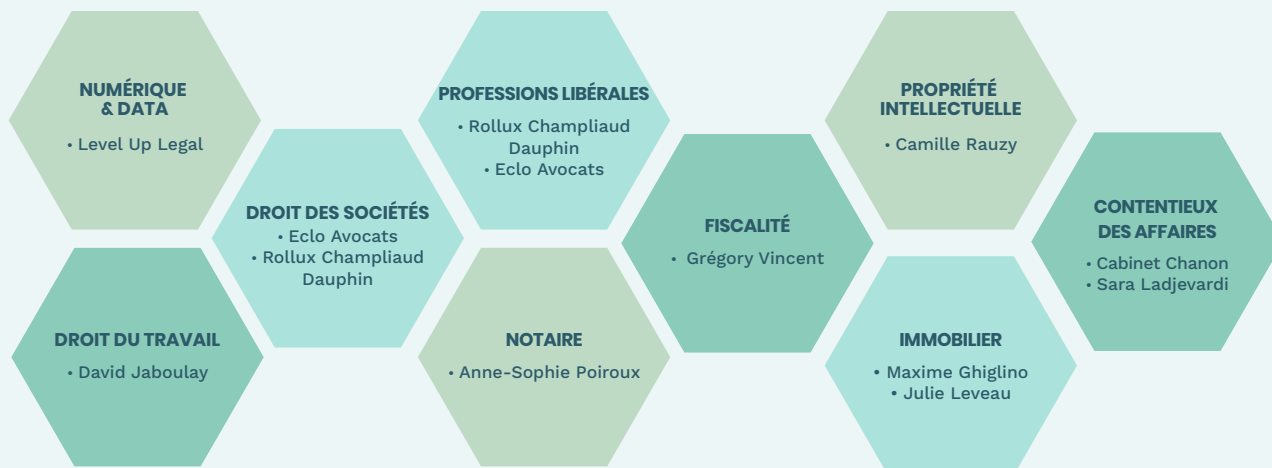 NUMÉRIQUE
& DATA
• Level Up Legal
DROIT DU TRAVAIL
• David Jaboulay
DROIT DES SOCIÉTÉS
• Eclo Avocats
• Rollux Champliaud
Dauphin
PROFESSIONS LIBÉRALES
• Rollux Champliaud
Dauphin
• Eclo Avocats
NOTAIRE
• Anne-Sophie Poiroux
FISCALITÉ
• Grégory Vincent
PROPRIÉTÉ
INTELLECTUELLE
• Camille Rauzy
IMMOBILIER
• Maxime Ghiglino
• Julie Leveau
CONTENTIEUX
DES AFFAIRES
• Cabinet Chanon
• Sara Ladjevardi